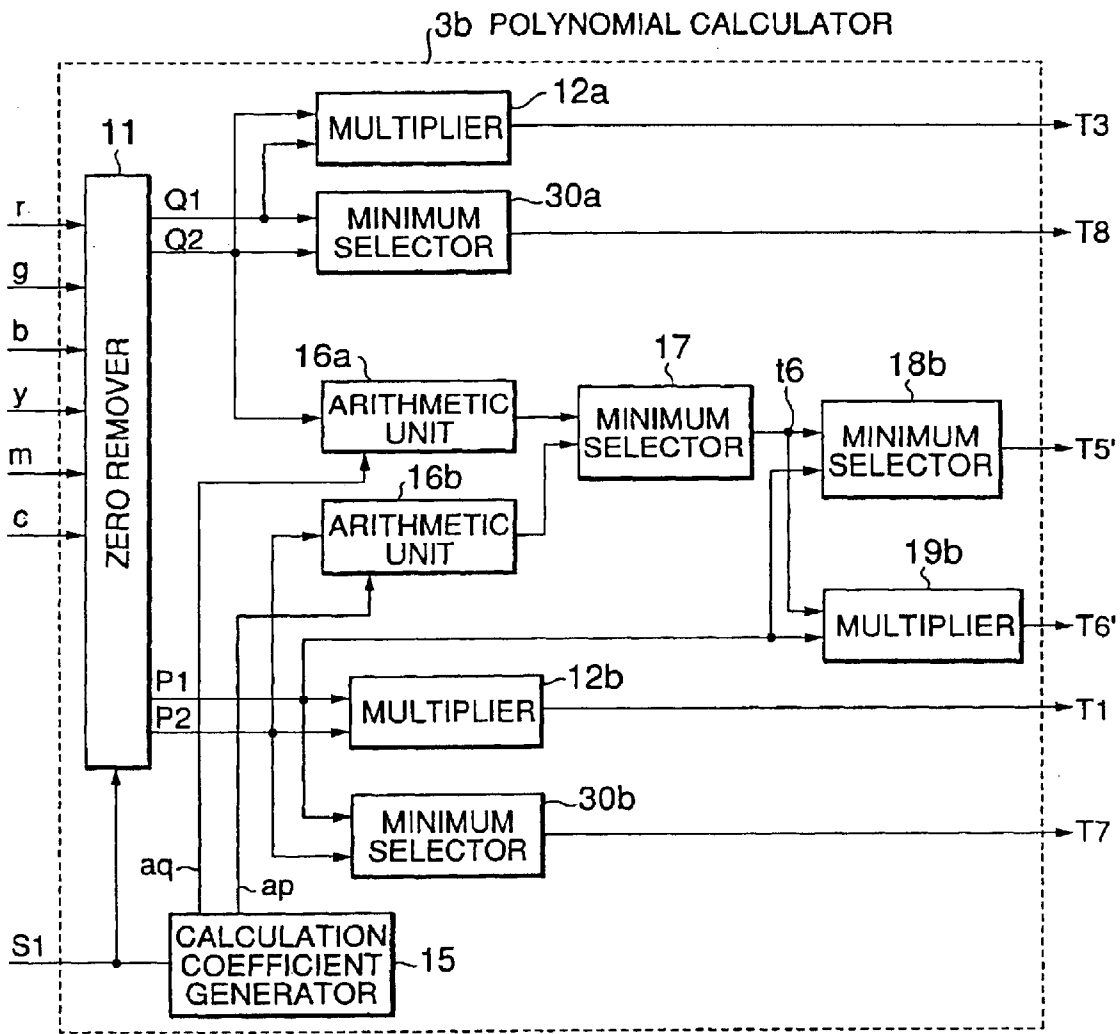 3b POLYNOMIAL CALCULATOR
12a
MULTIPLIER
T3
11
30a
r
Q1
MINIMUM
SELECTOR
Q2
T8
g
b
16a
17
18b
y
ARITHMETIC
UNIT
t6
MINIMUM
SELECTOR
MINIMUM
SELECTOR
T5'
ZERO REMOVER
m
16b
c
ARITHMETIC
UNIT
19b
MULTIPLIER
T6'
P1
12b
P2
MULTIPLIER
T1
30b
MINIMUM
SELECTOR
T7
aq
ap
S1
CALCULATION
COEFFICIENT
GENERATOR
15